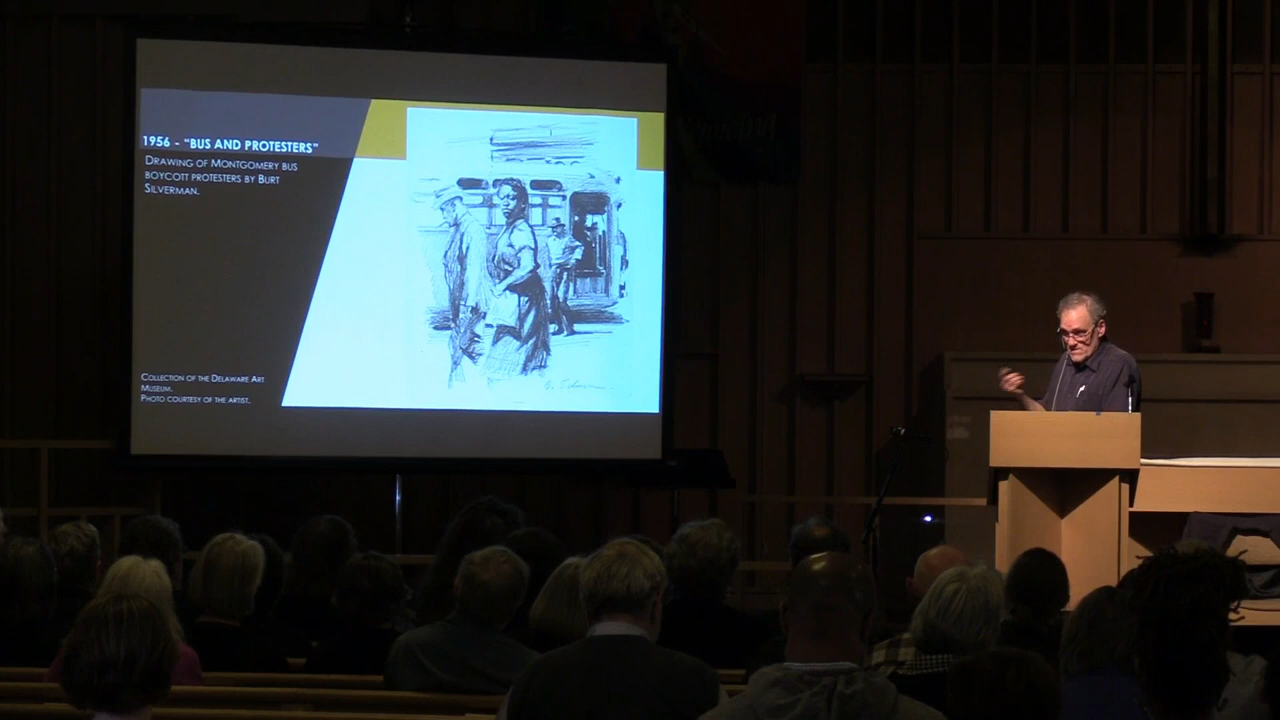 1956 - "BUS AND PROTESTERS"
DRAWING OF MONTGOMERY BUS
BOYCOTT PROTESTERS BY BURT
SILVERMAN.
COLLECTION OF THE DELAWARE ART
MUSEUM.
PHOTO COURTESY OF THE ARTIST.